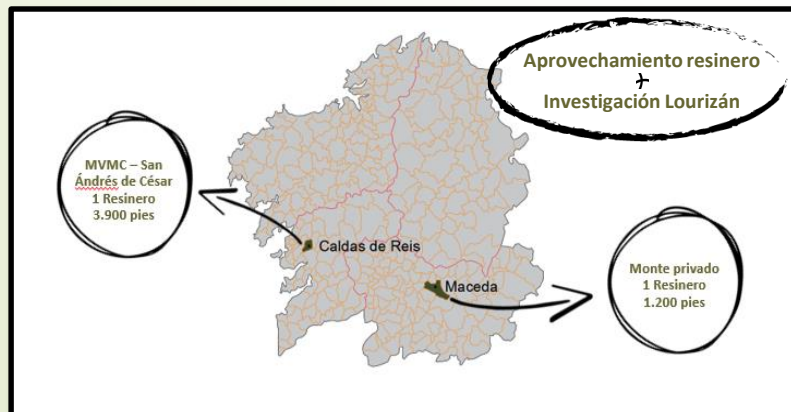 Aprovechamiento resinero
+
Investigación Lourizán
MVMC – San
Ándrés de César
1 Resinero
3.900 pies
Caldas de Reis
Maceda
Monte privado
1 Resinero
1.200 pies